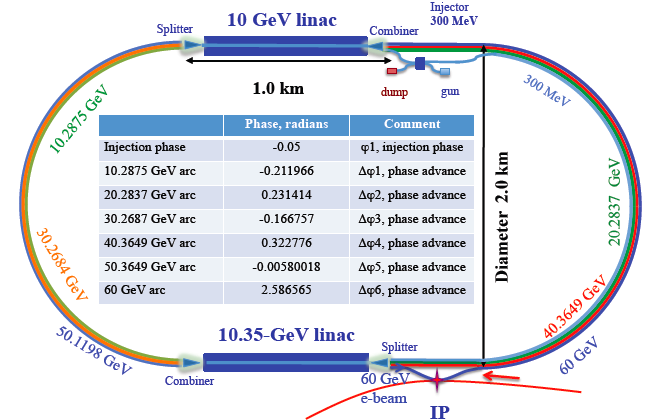 10 GeV linac
Injector
300 MeV
Splitter
Combiner
1.0 km
dump
gun
300 MeV
10.2875 GeV
Phase, radians
Comment
Injection phase
-0.05
φ1, injection phase
10.2875 GeV arc
-0.211966
Δφ1, phase advance
20.2837 GeV arc
0.231414
Δφ2, phase advance
30.2687 GeV arc
-0.166757
Δφ3, phase advance
40.3649 GeV arc
0.322776
Δφ4, phase advance
50.3649 GeV arc
-0.00580018
Δφ5, phase advance
60 GeV arc
2.586565
Δφ6, phase advance
Diameter 2.0 km
20.2837 GeV
30.2684 GeV
40.3649 GeV
50.1198 GeV
60 GeV
10.35-GeV linac
Splitter
Combiner
60 GeV
e-beam
IP